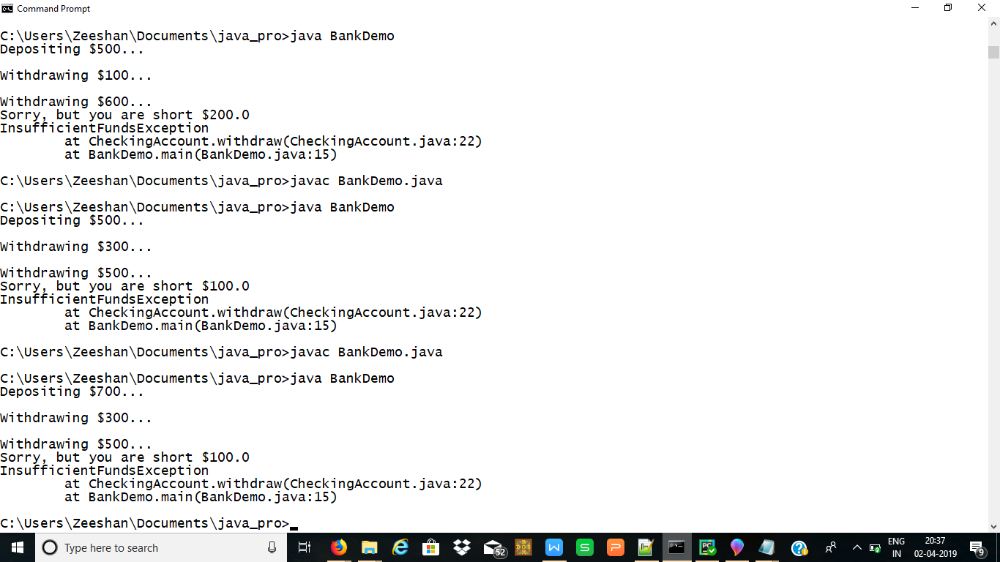 Command Prompt
C:\Users\Zeeshan\Documents\java_pro>java BankDemo
Depositing $500...
Withdrawing $100...
Withdrawing $600...
Sorry, but you are short $200.0
InsufficientFundsException
at CheckingAccount.withdraw(CheckingAccount.java:22)
at BankDemo.main(BankDemo.java:15)
C:\Users\Zeeshan\Documents\java_pro>javac BankDemo.java
C:\Users\Zeeshan\Documents\java_pro>java BankDemo
Depositing $500...
Withdrawing $300...
Withdrawing $500...
Sorry, but you are short $100.0
InsufficientFundsException
at CheckingAccount.withdraw(CheckingAccount.java:22)
at BankDemo.main(BankDemo.java:15)
C:\Users\Zeeshan\Documents\java_pro>javac BankDemo.java
C:\Users\Zeeshan\Documents\java_pro>java BankDemo
Depositing $700...
Withdrawing $300...
Withdrawing $500...
Sorry, but you are short $100.0
InsufficientFundsException
at CheckingAccount.withdraw(CheckingAccount.java:22)
at BankDemo.main(BankDemo.java:15)
C:\Users\Zeeshan\Documents\java_pro>
Type here to search
52
W
S
P
PC
ENG
IN
20:37
02-04-2019
9